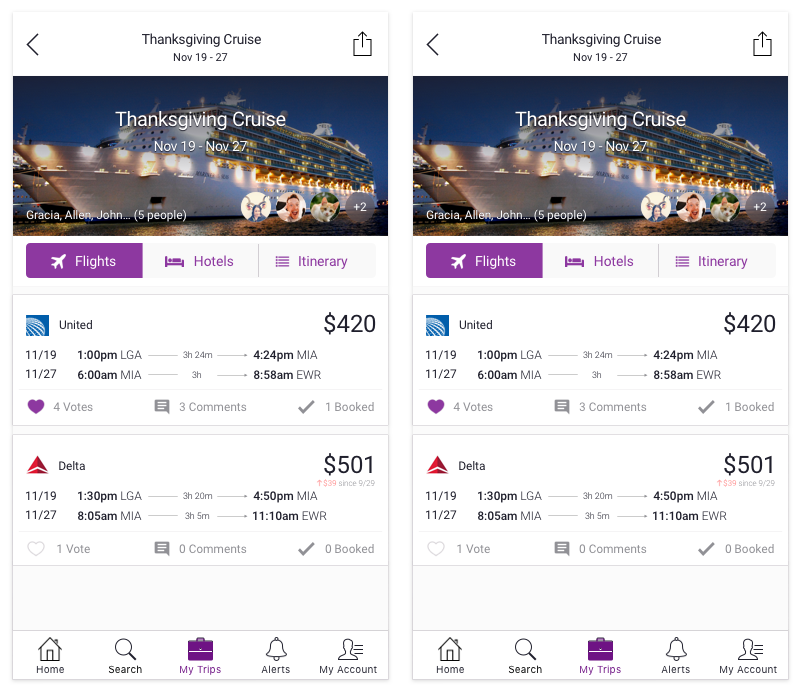 Thanksgiving Cruise
Nov 19 - 27
Thanksgiving Cruise
Nov 19 - Nov 27
Gracia, Allen, John... (5 people) +2
Flights Hotels Itinerary
United $420
11/19 1:00pm LGA 3h 24m 4:24pm MIA
11/27 6:00am MIA 3h 8:58am EWR
4 Votes 3 Comments 1 Booked
Delta $501
↑$39 since 9/29
11/19 1:30pm LGA 3h 20m 4:50pm MIA
11/27 8:05am MIA 3h 5m 11:10am EWR
1 Vote 0 Comments 0 Booked
Home Search My Trips Alerts My Account
Thanksgiving Cruise
Nov 19 - 27
Thanksgiving Cruise
Nov 19 - Nov 27
Gracia, Allen, John... (5 people) +2
Flights Hotels Itinerary
United $420
11/19 1:00pm LGA 3h 24m 4:24pm MIA
11/27 6:00am MIA 3h 8:58am EWR
4 Votes 3 Comments 1 Booked
Delta $501
↑$39 since 9/29
11/19 1:30pm LGA 3h 20m 4:50pm MIA
11/27 8:05am MIA 3h 5m 11:10am EWR
1 Vote 0 Comments 0 Booked
Home Search My Trips Alerts My Account